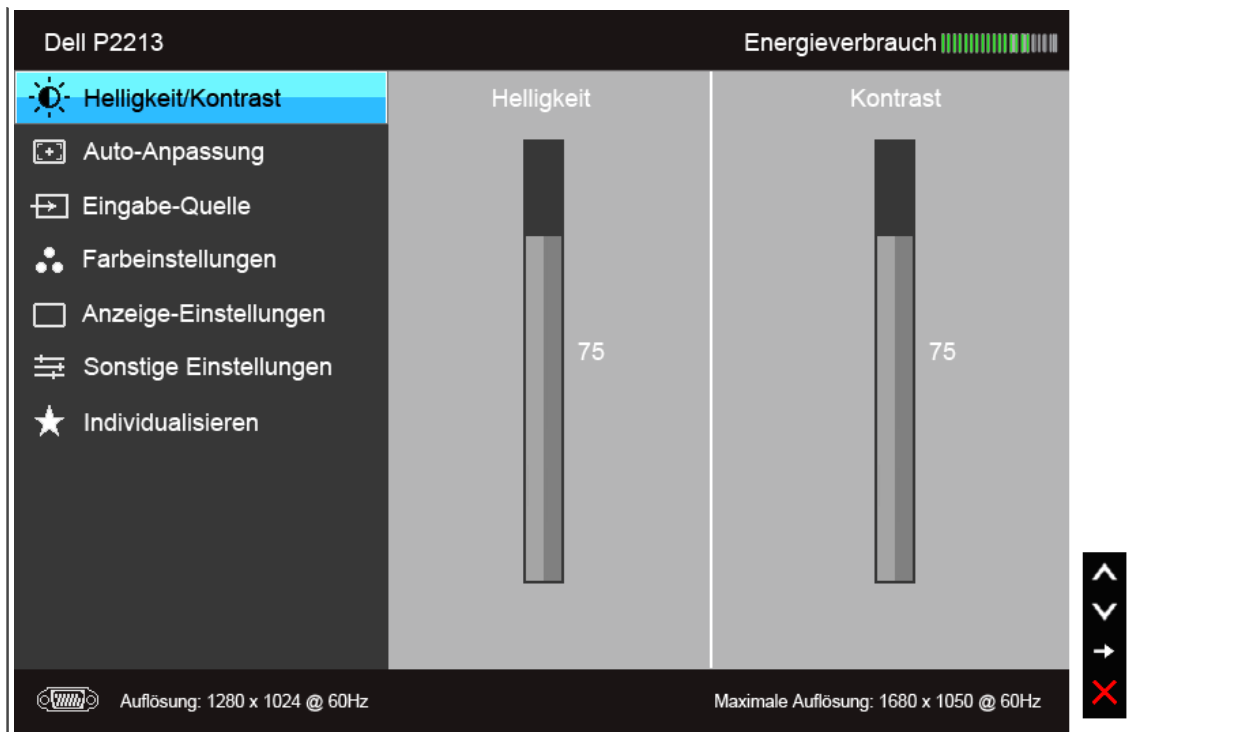 Dell P2213
Energieverbrauch
Helligkeit/Kontrast
Auto-Anpassung
Eingabe-Quelle
Farbeinstellungen
Anzeige-Einstellungen
Sonstige Einstellungen
Individualisieren
Helligkeit
75
Kontrast
75
Auflösung: 1280 x 1024 @ 60Hz
Maximale Auflösung: 1680 x 1050 @ 60Hz